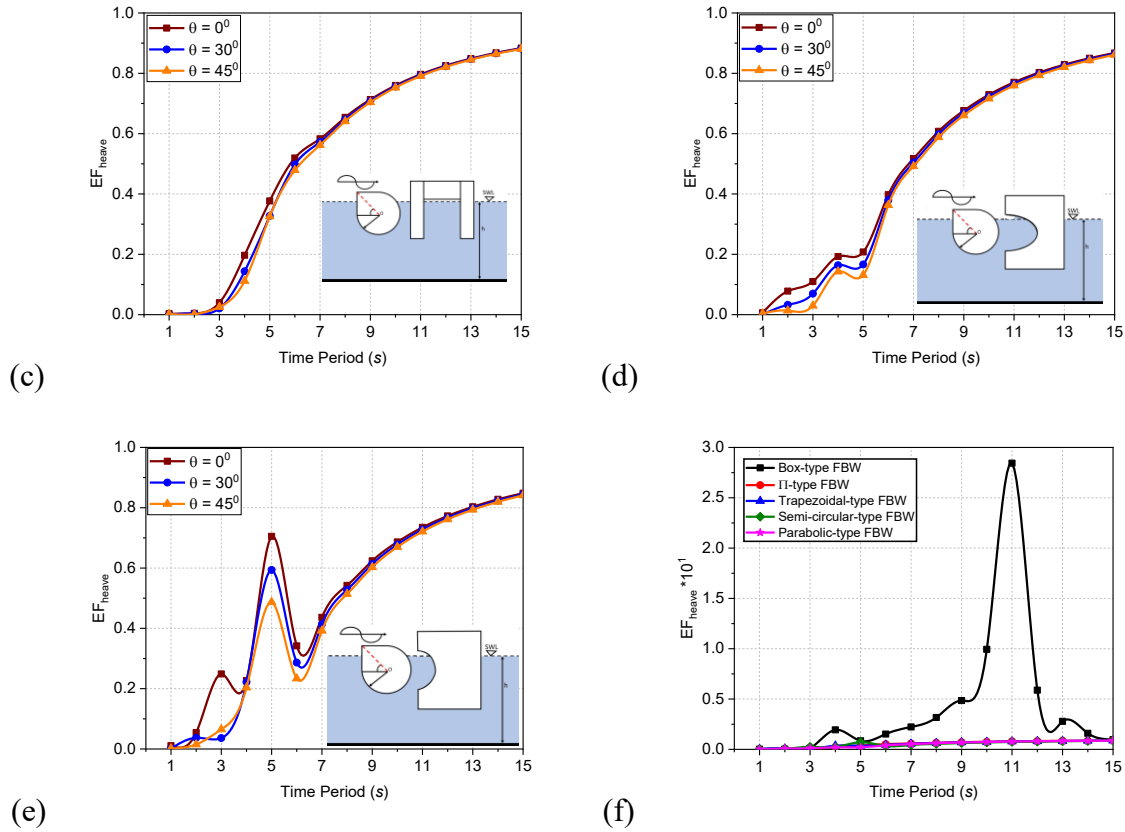 1.0
θ = 0⁰
θ = 30⁰
θ = 45⁰
0.8
0.6
EF_heave
0.4
SWL
o
h
0.2
0.0
1 3 5 7 9 11 13 15
Time Period (s)
(c)
1.0
θ = 0⁰
θ = 30⁰
θ = 45⁰
0.8
0.6
EF_heave
0.4
SWL
o
h
0.2
0.0
1 3 5 7 9 11 13 15
Time Period (s)
(d)
1.0
θ = 0⁰
θ = 30⁰
θ = 45⁰
0.8
0.6
EF_heave
0.4
SWL
o
h
0.2
0.0
1 3 5 7 9 11 13 15
Time Period (s)
(e)
3.0
Box-type FBW
Π-type FBW
Trapezoidal-type FBW
Semi-circular-type FBW
Parabolic-type FBW
2.5
2.0
EF_heave *10¹
1.5
1.0
0.5
0.0
1 3 5 7 9 11 13 15
Time Period (s)
(f)